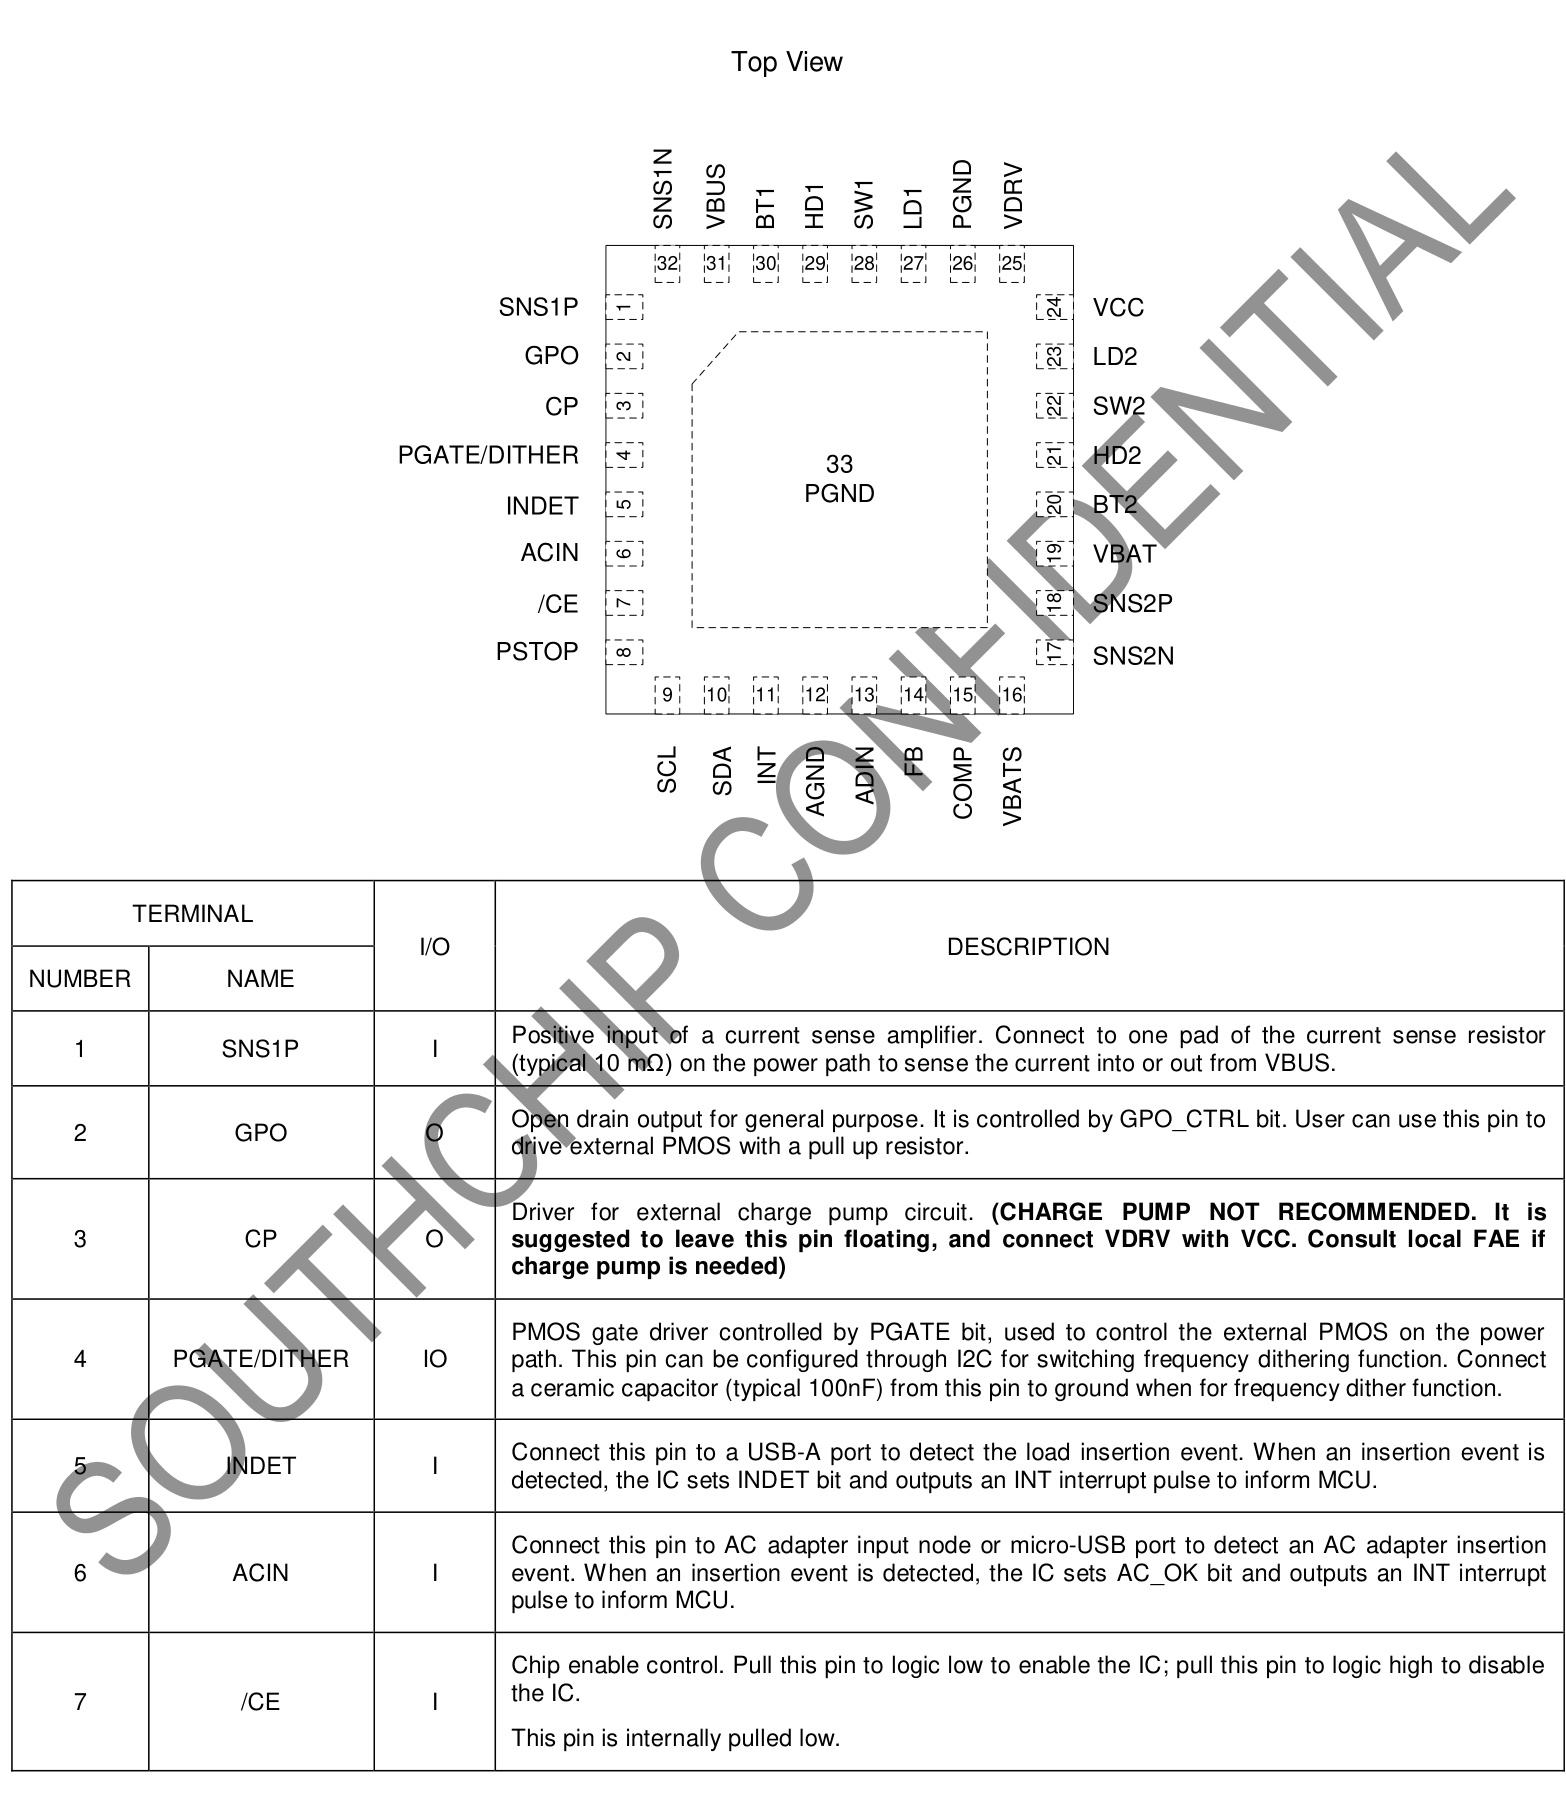 Top View
SNS1N
VBUS
BT1
HD1
SW1
LD1
PGND
VDRV
32
31
30
29
28
27
26
25
SNS1P
1
24
VCC
GPO
2
23
LD2
CP
3
22
SW2
PGATE/DITHER
4
21
HD2
33
PGND
INDET
5
20
BT2
ACIN
6
19
VBAT
/CE
7
18
SNS2P
PSTOP
8
17
SNS2N
9
10
11
12
13
14
15
16
SCL
SDA
INT
AGND
ADIN
FB
COMP
VBATS
SOUTHCHIP CONFIDENTIAL
TERMINAL
I/O
DESCRIPTION
NUMBER
NAME
1
SNS1P
I
Positive input of a current sense amplifier. Connect to one pad of the current sense resistor
(typical 10 mΩ) on the power path to sense the current into or out from VBUS.
2
GPO
O
Open drain output for general purpose. It is controlled by GPO_CTRL bit. User can use this pin to
drive external PMOS with a pull up resistor.
3
CP
O
Driver for external charge pump circuit. (CHARGE PUMP NOT RECOMMENDED. It is
suggested to leave this pin floating, and connect VDRV with VCC. Consult local FAE if
charge pump is needed)
4
PGATE/DITHER
IO
PMOS gate driver controlled by PGATE bit, used to control the external PMOS on the power
path. This pin can be configured through I2C for switching frequency dithering function. Connect
a ceramic capacitor (typical 100nF) from this pin to ground when for frequency dither function.
5
INDET
I
Connect this pin to a USB-A port to detect the load insertion event. When an insertion event is
detected, the IC sets INDET bit and outputs an INT interrupt pulse to inform MCU.
6
ACIN
I
Connect this pin to AC adapter input node or micro-USB port to detect an AC adapter insertion
event. When an insertion event is detected, the IC sets AC_OK bit and outputs an INT interrupt
pulse to inform MCU.
7
/CE
I
Chip enable control. Pull this pin to logic low to enable the IC; pull this pin to logic high to disable
the IC.
This pin is internally pulled low.